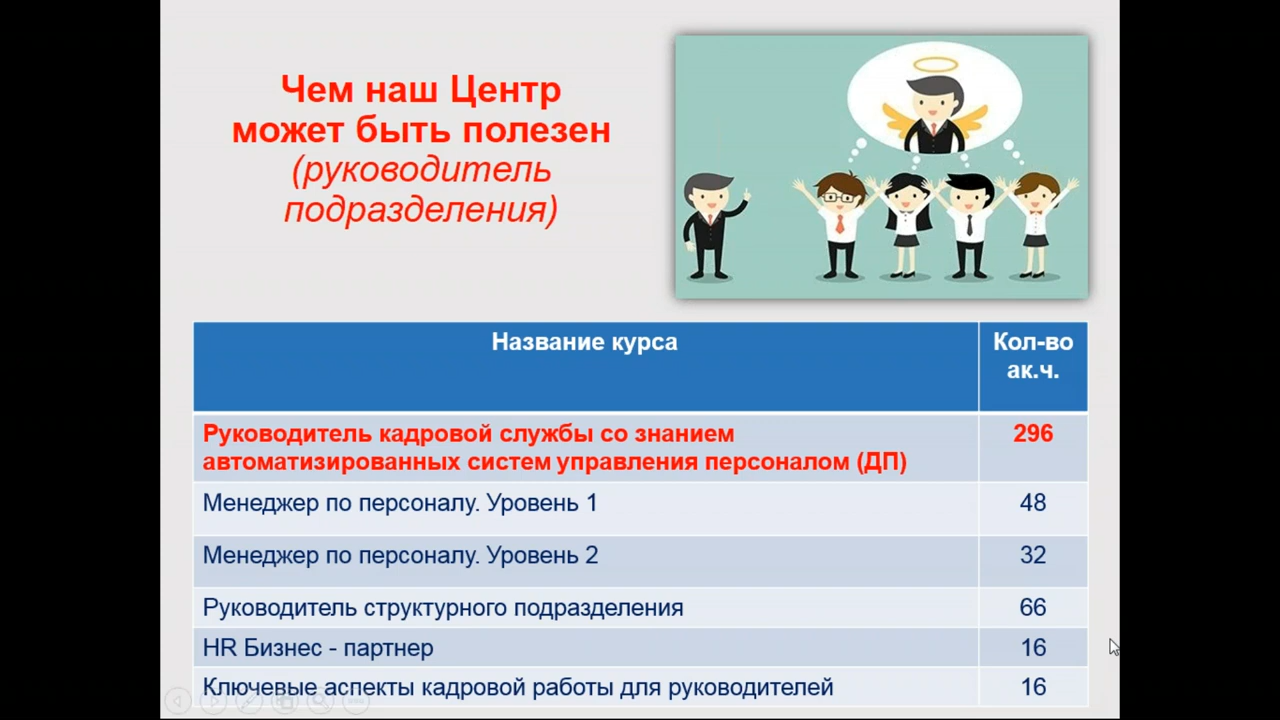 Чем наш Центр
может быть полезен
(руководитель
подразделения)
Название курса
Кол-во
ак.ч.
Руководитель кадровой службы со знанием
автоматизированных систем управления персоналом (ДП)
296
Менеджер по персоналу. Уровень 1
48
Менеджер по персоналу. Уровень 2
32
Руководитель структурного подразделения
66
HR Бизнес - партнер
16
Ключевые аспекты кадровой работы для руководителей
16